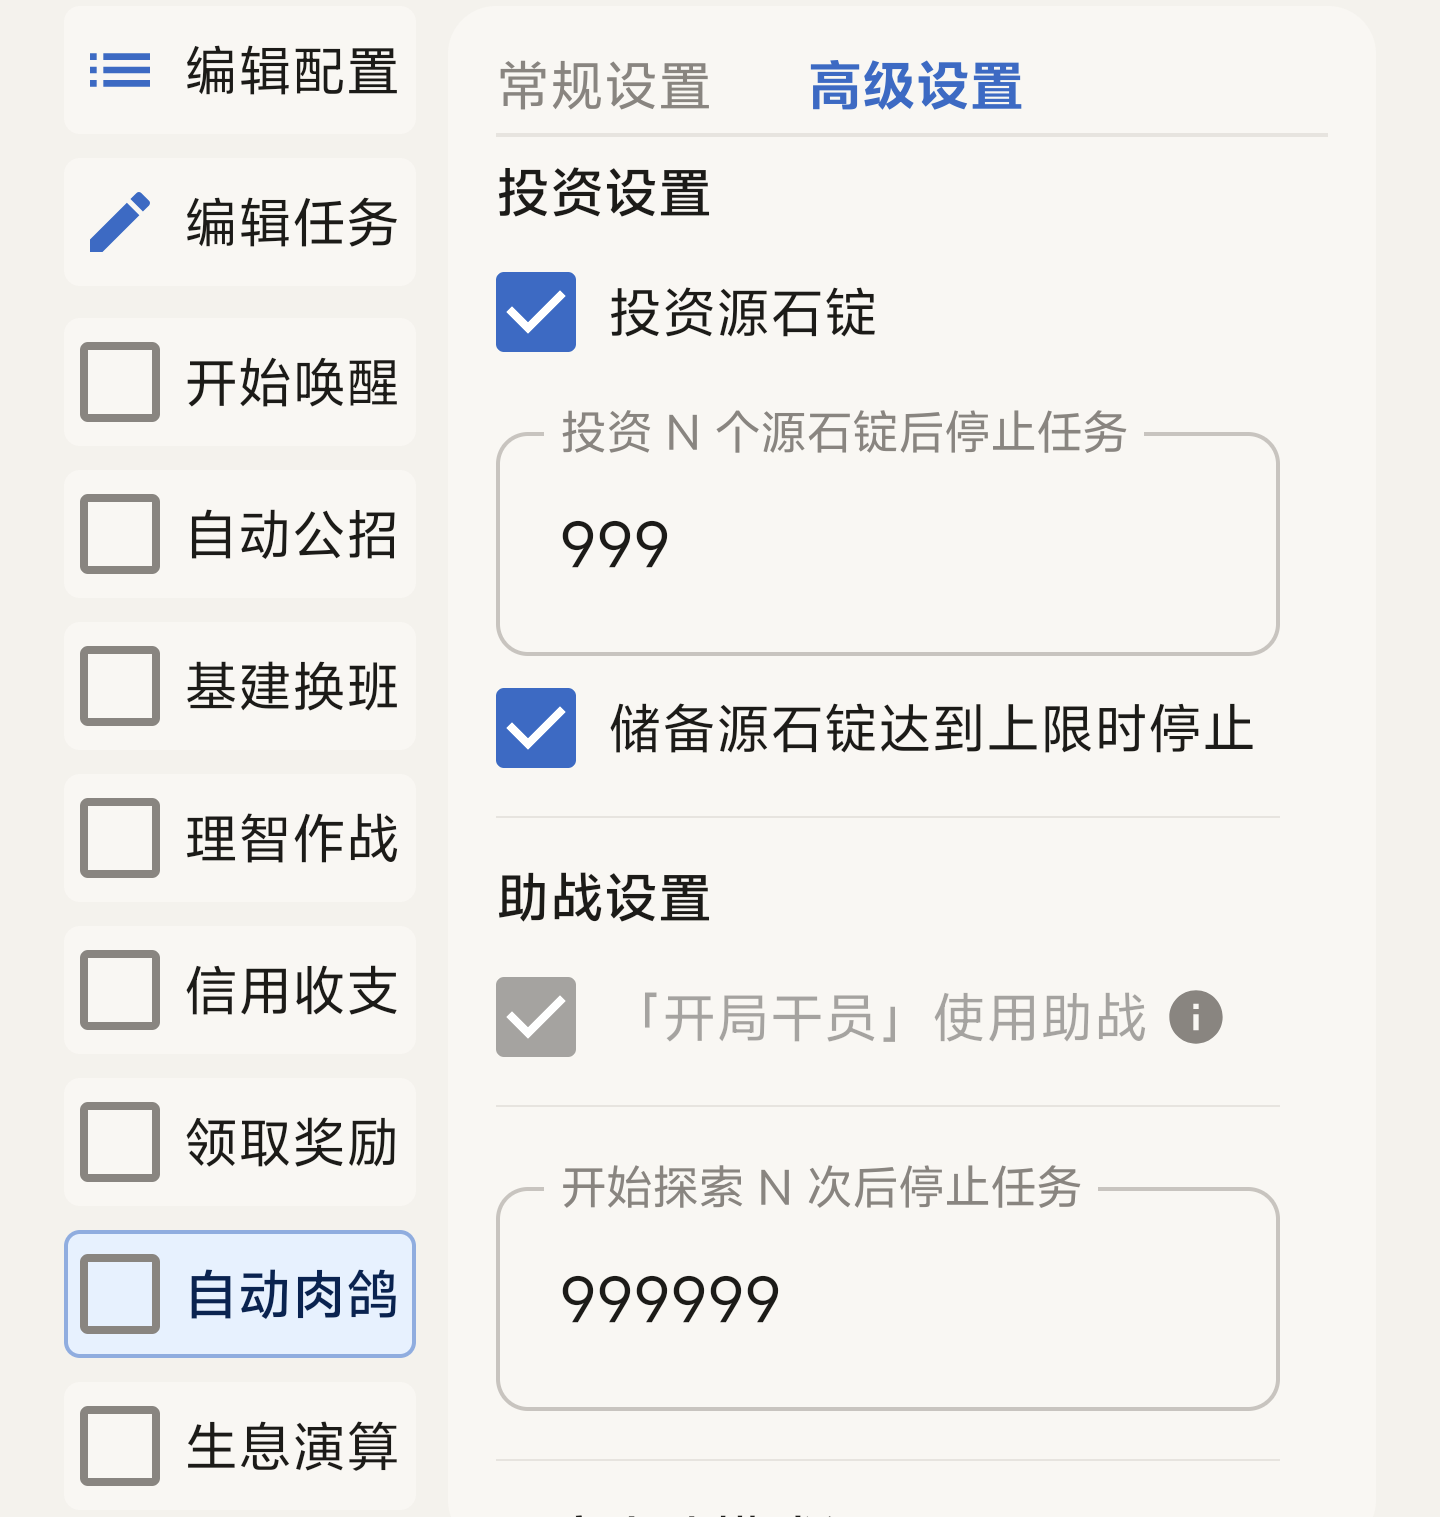 编辑配置
编辑任务
开始唤醒
自动公招
基建换班
理智作战
信用收支
领取奖励
自动肉鸽
生息演算
常规设置 高级设置
投资设置
投资源石锭
投资 N 个源石锭后停止任务
999
储备源石锭达到上限时停止
助战设置
「开局干员」使用助战
开始探索 N 次后停止任务
999999